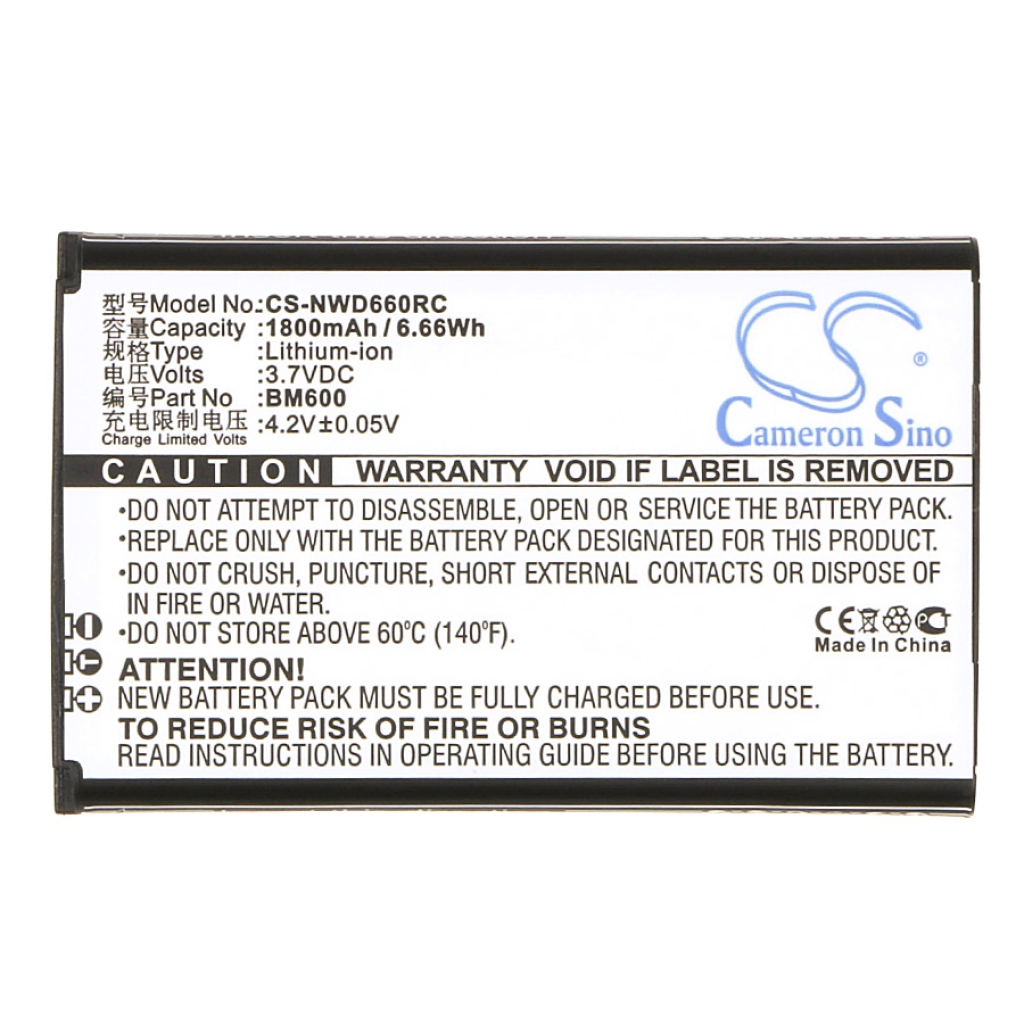 型号Model No.:CS-NWD660RC
容量Capacity :1800mAh / 6.66Wh
规格Type :Lithium-ion
电压Volts :3.7VDC
编号Part No :BM600
充电限制电压 :4.2V±0.05V
Charge Limited Volts
Cameron Sino
®
CAUTION WARRANTY VOID IF LABEL IS REMOVED
•DO NOT ATTEMPT TO DISASSEMBLE, OPEN OR SERVICE THE BATTERY PACK.
•REPLACE ONLY WITH THE BATTERY PACK DESIGNATED FOR THIS PRODUCT.
•DO NOT CRUSH, PUNCTURE, SHORT EXTERNAL CONTACTS OR DISPOSE OF
IN FIRE OR WATER.
•DO NOT STORE ABOVE 60°C (140°F).
CE
Made In China
ATTENTION!
NEW BATTERY PACK MUST BE FULLY CHARGED BEFORE USE.
TO REDUCE RISK OF FIRE OR BURNS
READ INSTRUCTIONS IN OPERATING GUIDE BEFORE USING THE BATTERY.